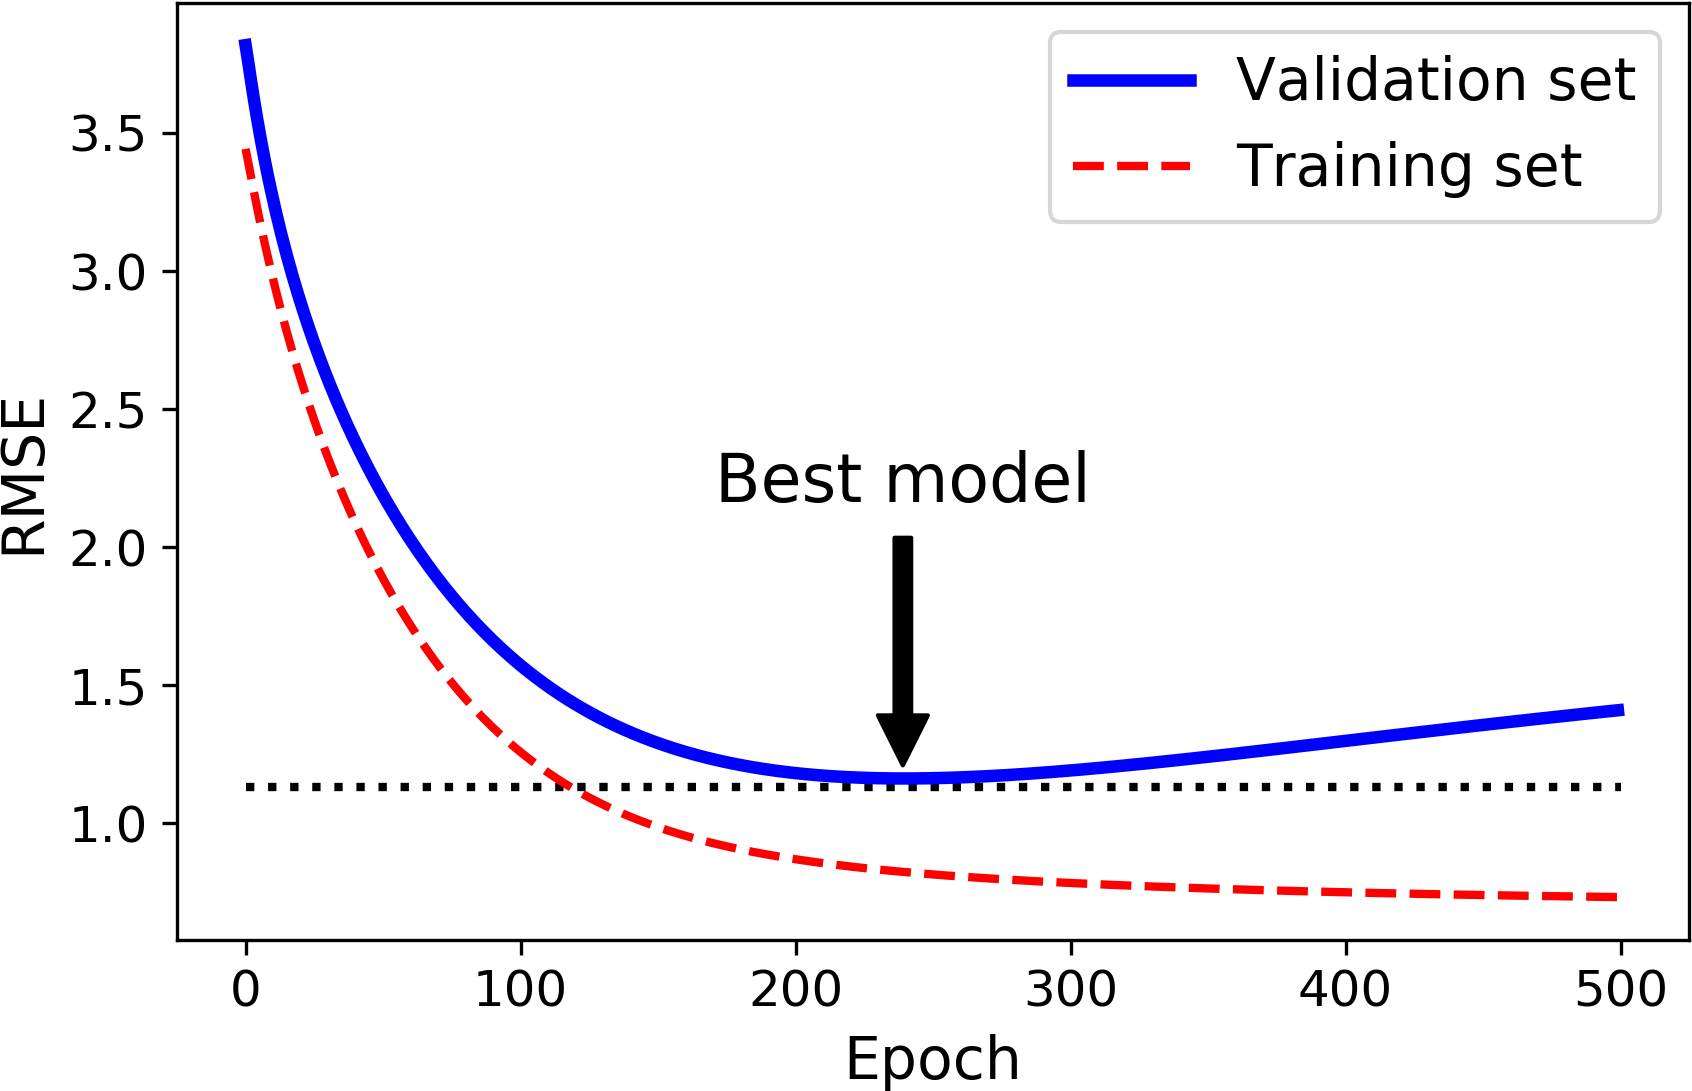 Validation set
Training set
3.5
3.0
2.5
2.0
1.5
1.0
RMSE
Best model
0 100 200 300 400 500
Epoch